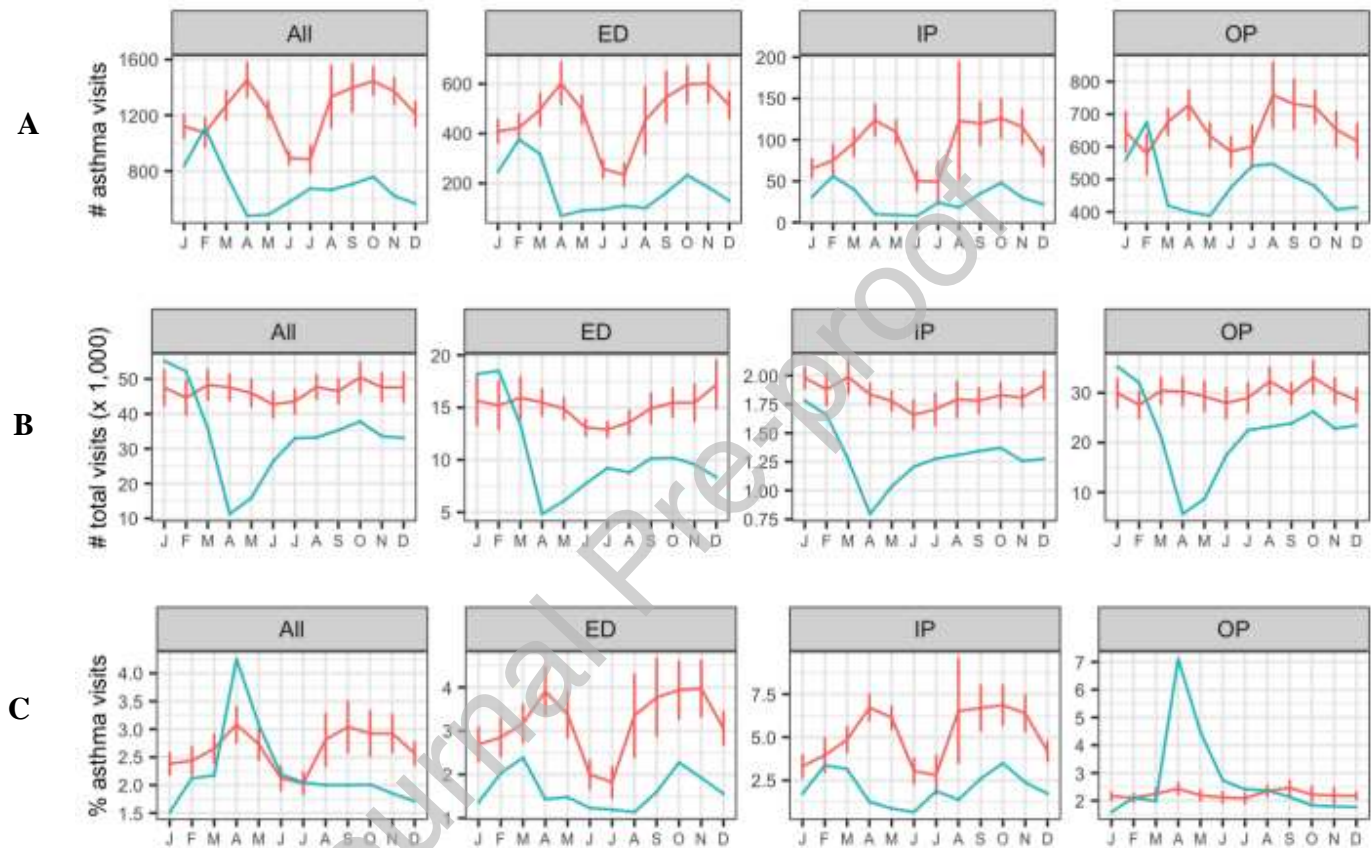 A
All ED IP OP
# asthma visits
1600
1200
800
600
400
200
200
150
100
50
0
800
700
600
500
400
J F M A M J J A S O N D
J F M A M J J A S O N D
J F M A M J J A S O N D
J F M A M J J A S O N D
B
All ED IP OP
# total visits (x 1,000)
50
40
30
20
10
20
15
10
5
2.00
1.75
1.50
1.25
1.00
0.75
30
20
10
J F M A M J J A S O N D
J F M A M J J A S O N D
J F M A M J J A S O N D
J F M A M J J A S O N D
C
All ED IP OP
% asthma visits
4.0
3.5
3.0
2.5
2.0
1.5
4
3
2
1
7.5
5.0
2.5
7
6
5
4
3
2
J F M A M J J A S O N D
J F M A M J J A S O N D
J F M A M J J A S O N D
J F M A M J J A S O N D
Journal Pre-proof